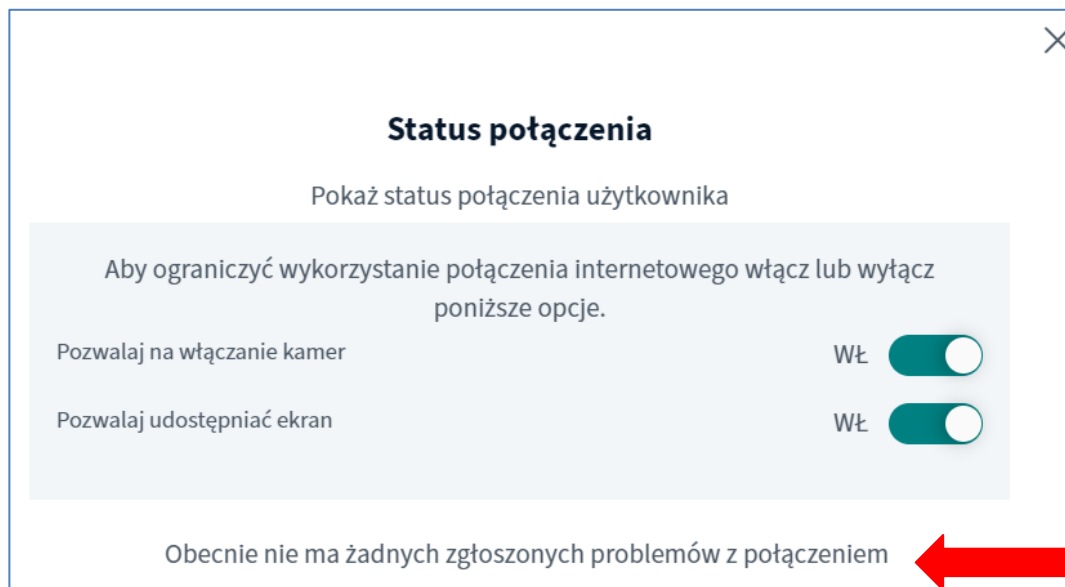 Status połączenia
Pokaż status połączenia użytkownika
Aby ograniczyć wykorzystanie połączenia internetowego włącz lub wyłącz
poniższe opcje.
Pozwalaj na włączanie kamer WŁ
Pozwalaj udostępniać ekran WŁ
Obecnie nie ma żadnych zgłoszonych problemów z połączeniem